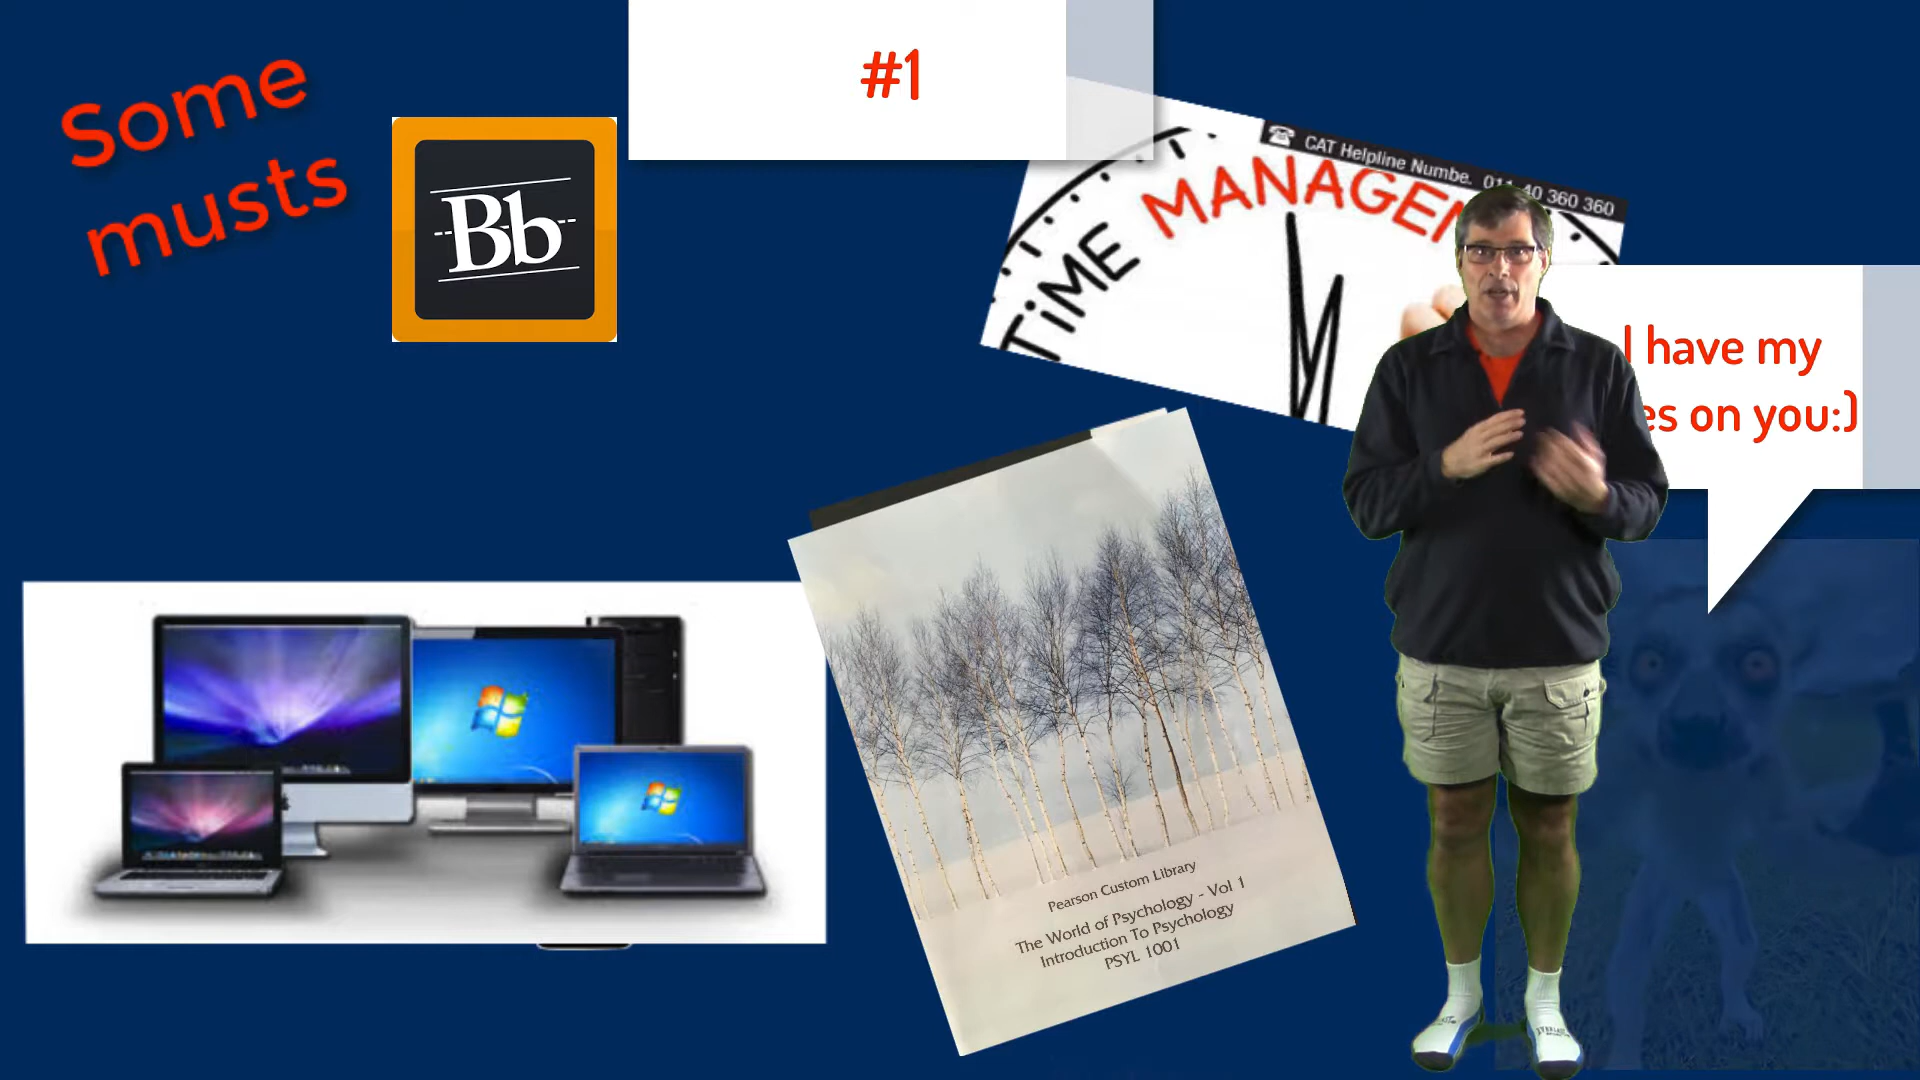 Some
musts
Bb
#1
CAT Helpline Numbe. 40 360 360
TiME
I have my
on you:)
Pearson Custom Library
The World of Psychology - Vol 1
Introduction To Psychology
PSYL 1001